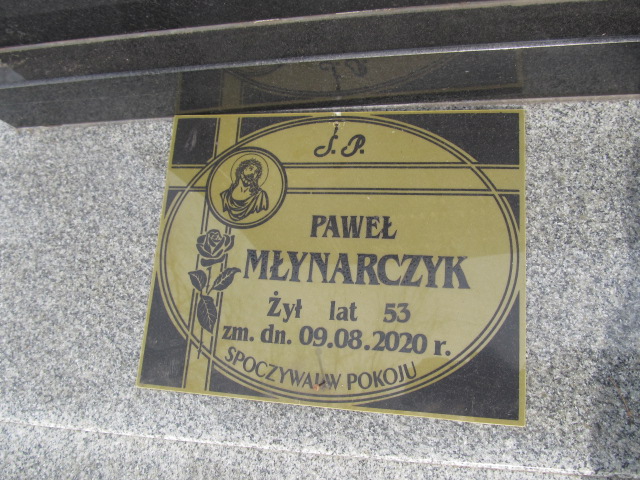 Ś. P.
PAWEŁ
MŁYNARCZYK
Żył lat 53
zm. dn. 09.08.2020 r.
SPOCZYWAJ W POKOJU